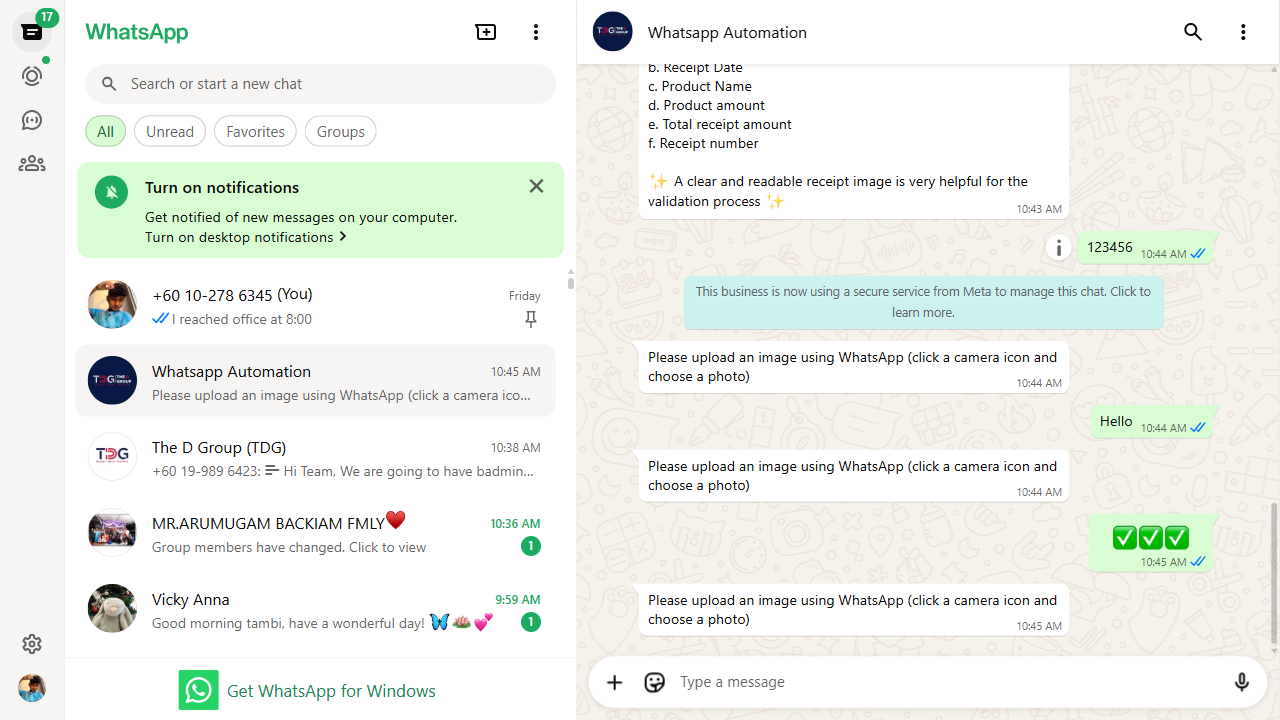 17
WhatsApp
Search or start a new chat
All
Unread
Favorites
Groups
Turn on notifications
Get notified of new messages on your computer.
Turn on desktop notifications
+60 10-278 6345 (You)
Friday
I reached office at 8:00
Whatsapp Automation
10:45 AM
Please upload an image using WhatsApp (click a camera ico...
The D Group (TDG)
10:38 AM
+60 19-989 6423: Hi Team, We are going to have badmin...
MR.ARUMUGAM BACKIAM FMLY♥️
10:36 AM
Group members have changed. Click to view
1
Vicky Anna
9:59 AM
Good morning tambi, have a wonderful day! 🦋🪷💕
1
Get WhatsApp for Windows
TDG THE D GROUP
Whatsapp Automation
b. Receipt Date
c. Product Name
d. Product amount
e. Total receipt amount
f. Receipt number
✨ A clear and readable receipt image is very helpful for the
validation process ✨
10:43 AM
123456
10:44 AM
This business is now using a secure service from Meta to manage this chat. Click to
learn more.
Please upload an image using WhatsApp (click a camera icon and
choose a photo)
10:44 AM
Hello
10:44 AM
Please upload an image using WhatsApp (click a camera icon and
choose a photo)
10:44 AM
✅✅✅
10:45 AM
Please upload an image using WhatsApp (click a camera icon and
choose a photo)
10:45 AM
Type a message